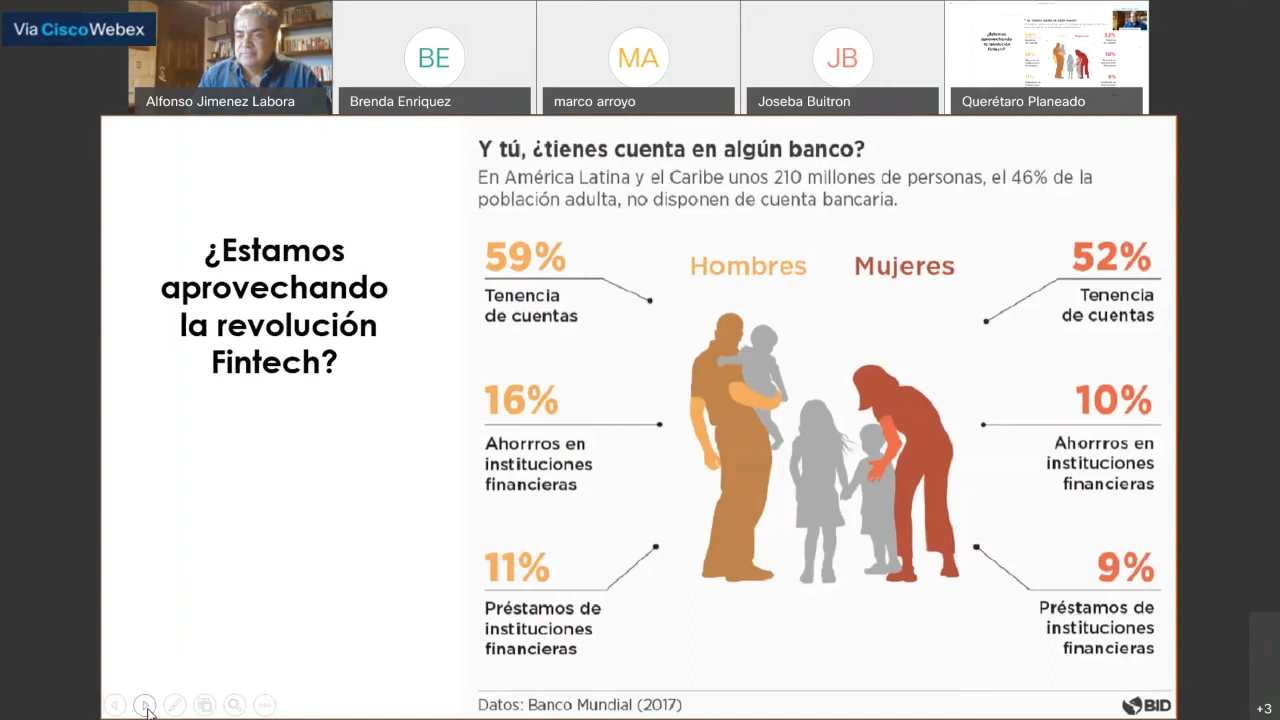 Via Cisco Webex
BE
MA
JB
Alfonso Jimenez Labora
Brenda Enriquez
marco arroyo
Joseba Buitron
Querétaro Planeado
¿Estamos
aprovechando
la revolución
Fintech?
Y tú, ¿tienes cuenta en algún banco?
En América Latina y el Caribe unos 210 millones de personas, el 46% de la
población adulta, no disponen de cuenta bancaria.
Hombres
Mujeres
59%
Tenencia
de cuentas
52%
Tenencia
de cuentas
16%
Ahorrros en
instituciones
financieras
10%
Ahorrros en
instituciones
financieras
11%
Préstamos de
instituciones
financieras
9%
Préstamos de
instituciones
financieras
Datos: Banco Mundial (2017)
BID
+3